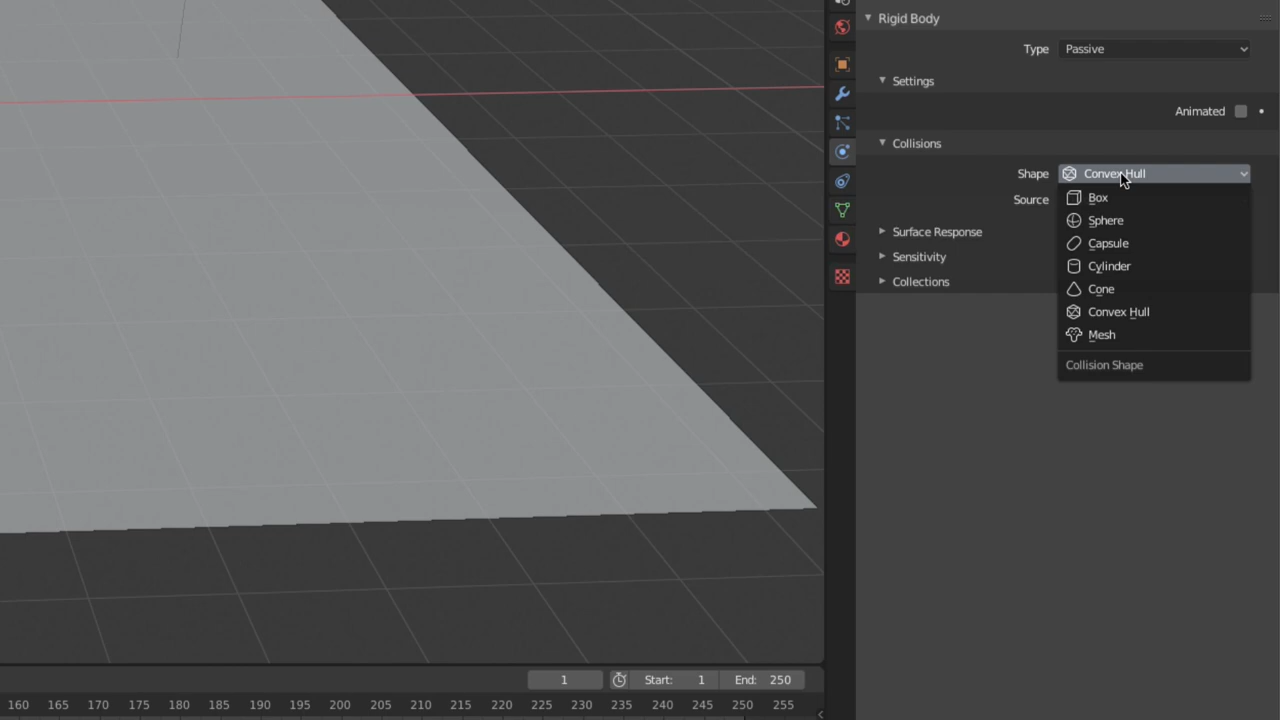 Rigid Body
Type Passive
Settings
Animated
Collisions
Shape Convex Hull
Source
Box
Sphere
Capsule
Cylinder
Cone
Convex Hull
Mesh
Collision Shape
Surface Response
Sensitivity
Collections
1 Start: 1 End: 250
160 165 170 175 180 185 190 195 200 205 210 215 220 225 230 235 240 245 250 255